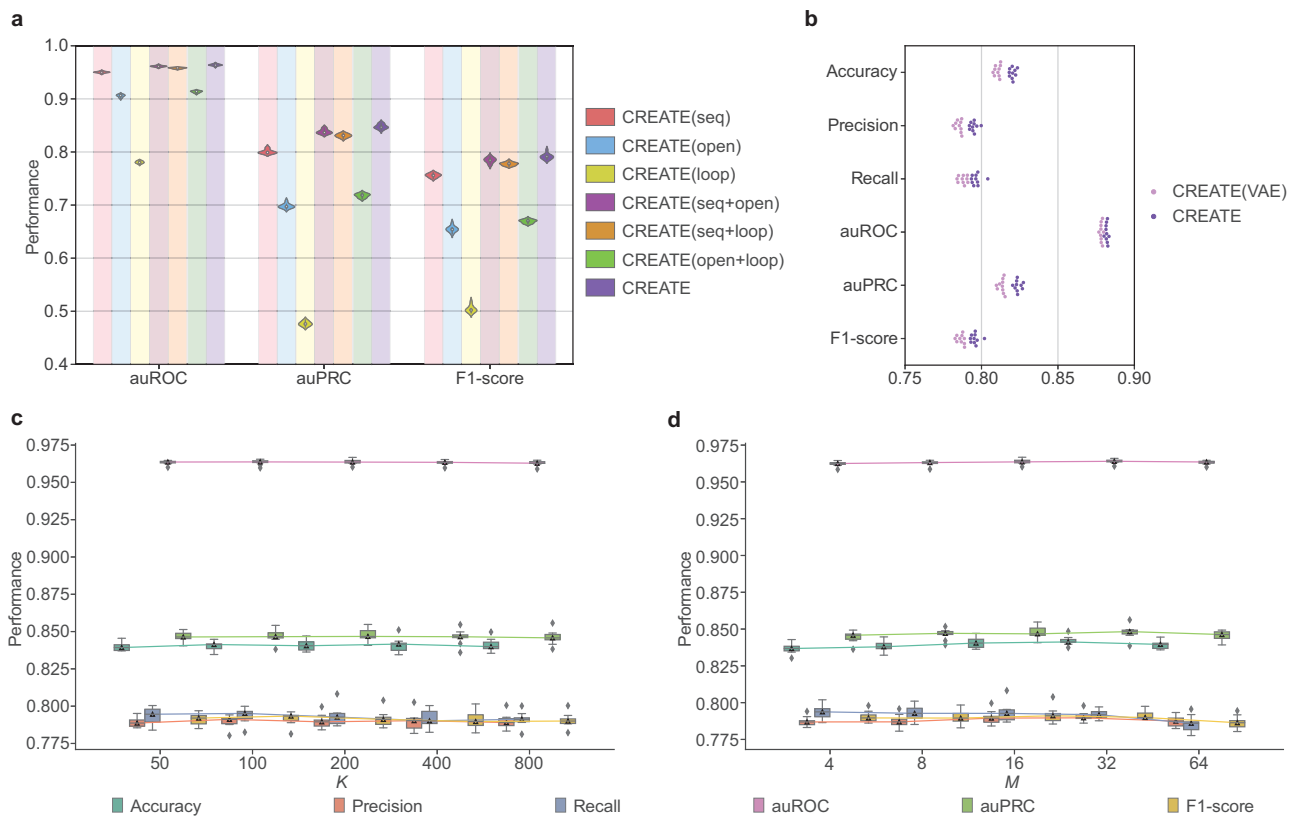 a
1.0
0.9
0.8
0.7
0.6
0.5
0.4
Performance
auROC
auPRC
F1-score
CREATE(seq)
CREATE(open)
CREATE(loop)
CREATE(seq+open)
CREATE(seq+loop)
CREATE(open+loop)
CREATE
b
Accuracy
Precision
Recall
auROC
auPRC
F1-score
0.75 0.80 0.85 0.90
CREATE(VAE)
CREATE
c
0.975
0.950
0.925
0.900
0.875
0.850
0.825
0.800
0.775
Performance
50 100 200 400 800
K
d
0.975
0.950
0.925
0.900
0.875
0.850
0.825
0.800
0.775
Performance
4 8 16 32 64
M
Accuracy Precision Recall auROC auPRC F1-score